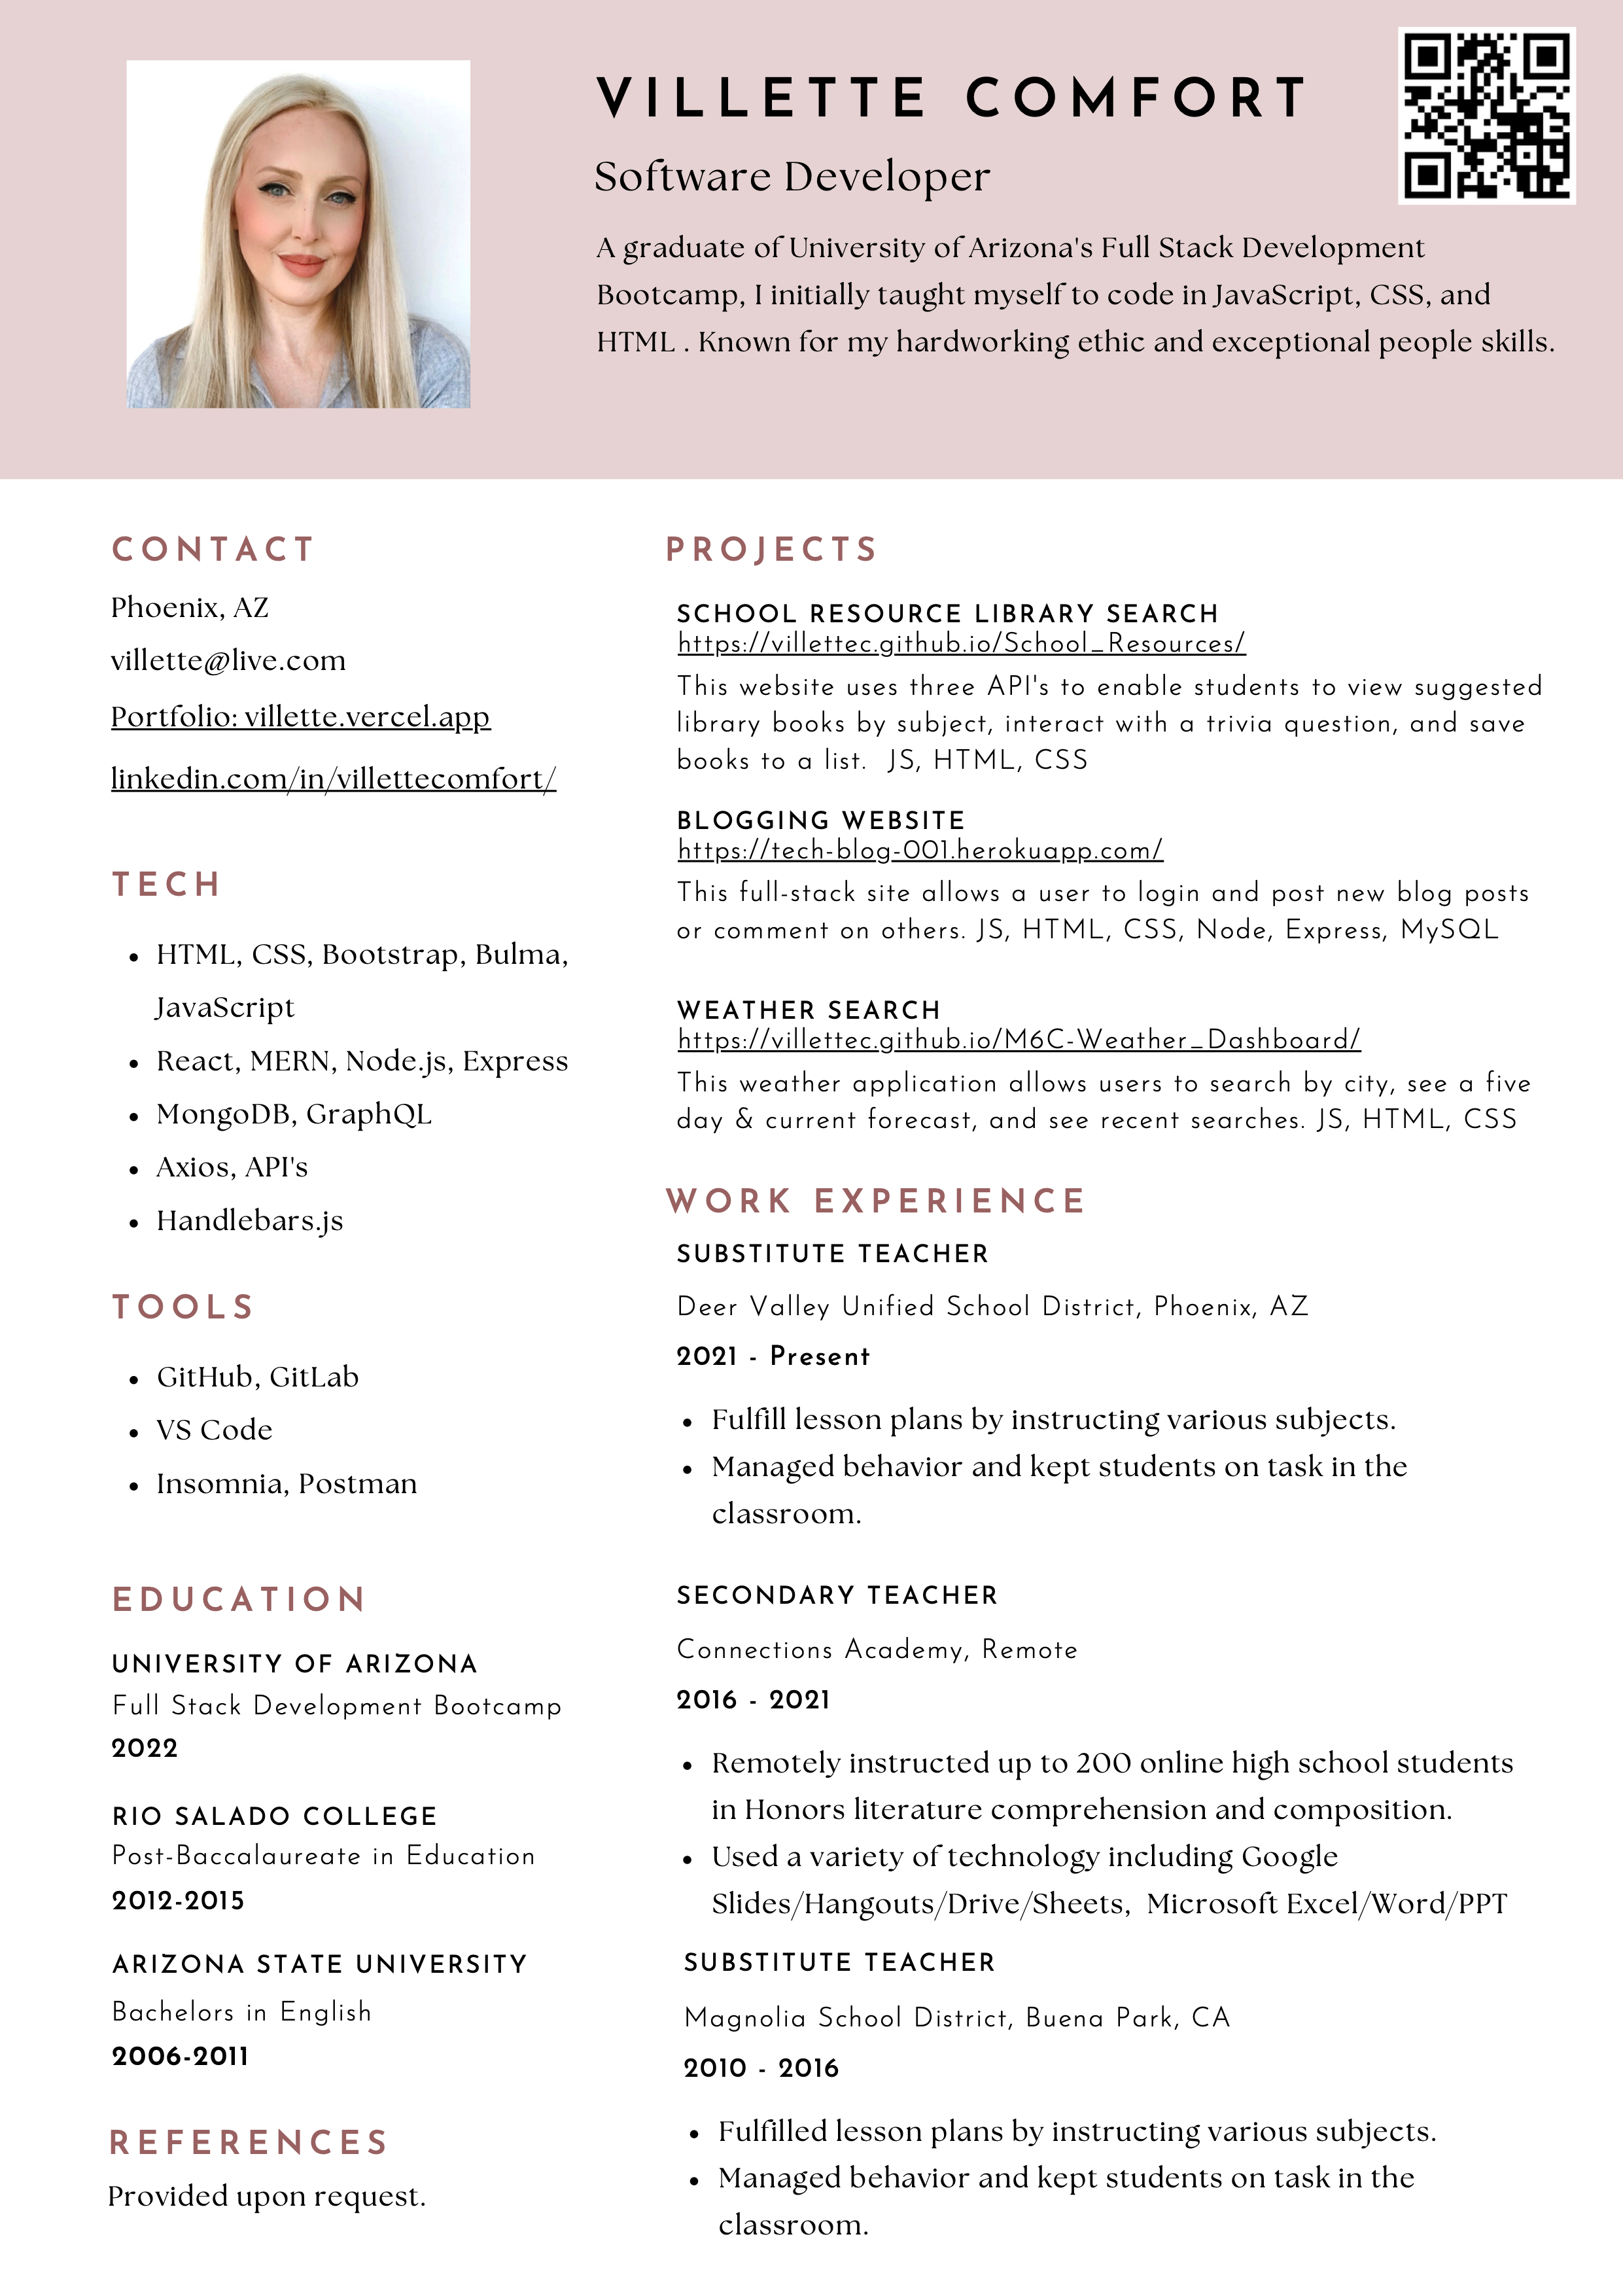 VILLETTE COMFORT
Software Developer
A graduate of University of Arizona's Full Stack Development
Bootcamp, I initially taught myself to code in JavaScript, CSS, and
HTML . Known for my hardworking ethic and exceptional people skills.
CONTACT
Phoenix, AZ
villette@live.com
Portfolio: villette.vercel.app
linkedin.com/in/villettecomfort/
TECH
• HTML, CSS, Bootstrap, Bulma,
JavaScript
• React, MERN, Node.js, Express
• MongoDB, GraphQL
• Axios, API's
• Handlebars.js
TOOLS
• GitHub, GitLab
• VS Code
• Insomnia, Postman
EDUCATION
UNIVERSITY OF ARIZONA
Full Stack Development Bootcamp
2022
RIO SALADO COLLEGE
Post-Baccalaureate in Education
2012-2015
ARIZONA STATE UNIVERSITY
Bachelors in English
2006-2011
REFERENCES
Provided upon request.
PROJECTS
SCHOOL RESOURCE LIBRARY SEARCH
https://villettec.github.io/School_Resources/
This website uses three API's to enable students to view suggested
library books by subject, interact with a trivia question, and save
books to a list. JS, HTML, CSS
BLOGGING WEBSITE
https://tech-blog-001.herokuapp.com/
This full-stack site allows a user to login and post new blog posts
or comment on others. JS, HTML, CSS, Node, Express, MySQL
WEATHER SEARCH
https://villettec.github.io/M6C-Weather_Dashboard/
This weather application allows users to search by city, see a five
day & current forecast, and see recent searches. JS, HTML, CSS
WORK EXPERIENCE
SUBSTITUTE TEACHER
Deer Valley Unified School District, Phoenix, AZ
2021 - Present
• Fulfill lesson plans by instructing various subjects.
• Managed behavior and kept students on task in the
classroom.
SECONDARY TEACHER
Connections Academy, Remote
2016 - 2021
• Remotely instructed up to 200 online high school students
in Honors literature comprehension and composition.
• Used a variety of technology including Google
Slides/Hangouts/Drive/Sheets, Microsoft Excel/Word/PPT
SUBSTITUTE TEACHER
Magnolia School District, Buena Park, CA
2010 - 2016
• Fulfilled lesson plans by instructing various subjects.
• Managed behavior and kept students on task in the
classroom.